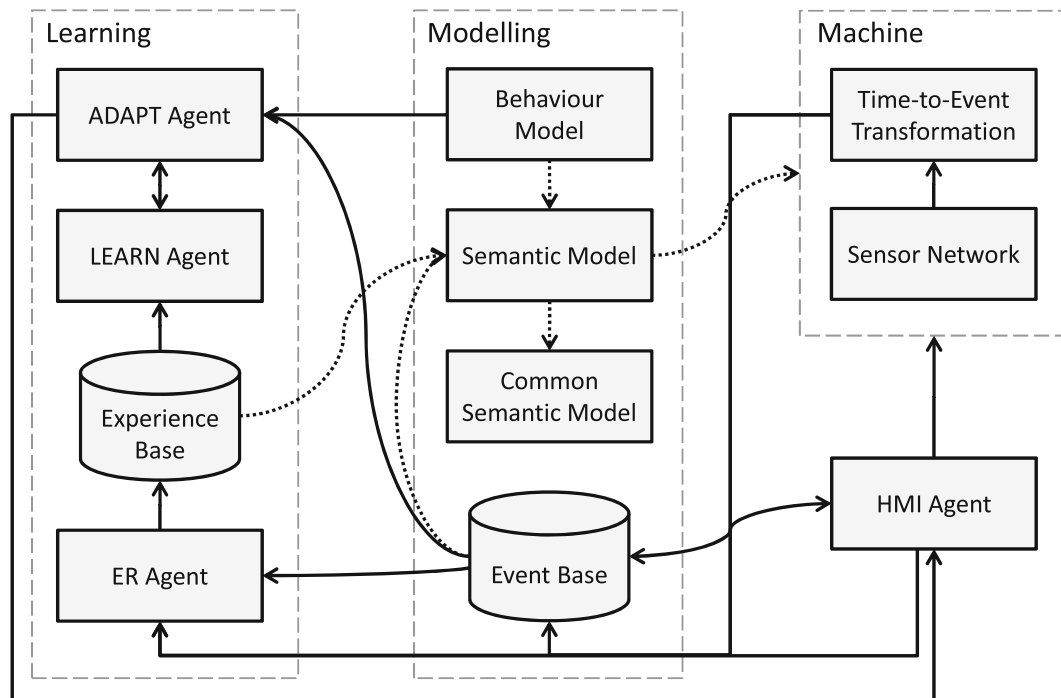 Learning
ADAPT Agent
LEARN Agent
Experience
Base
ER Agent
Modelling
Behaviour
Model
Semantic Model
Common
Semantic Model
Event Base
Machine
Time-to-Event
Transformation
Sensor Network
HMI Agent